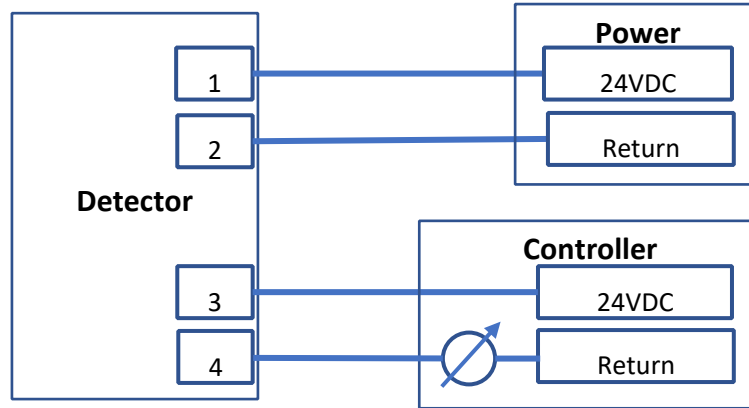 Power
1
24VDC
2
Return
Detector
Controller
3
24VDC
4
Return